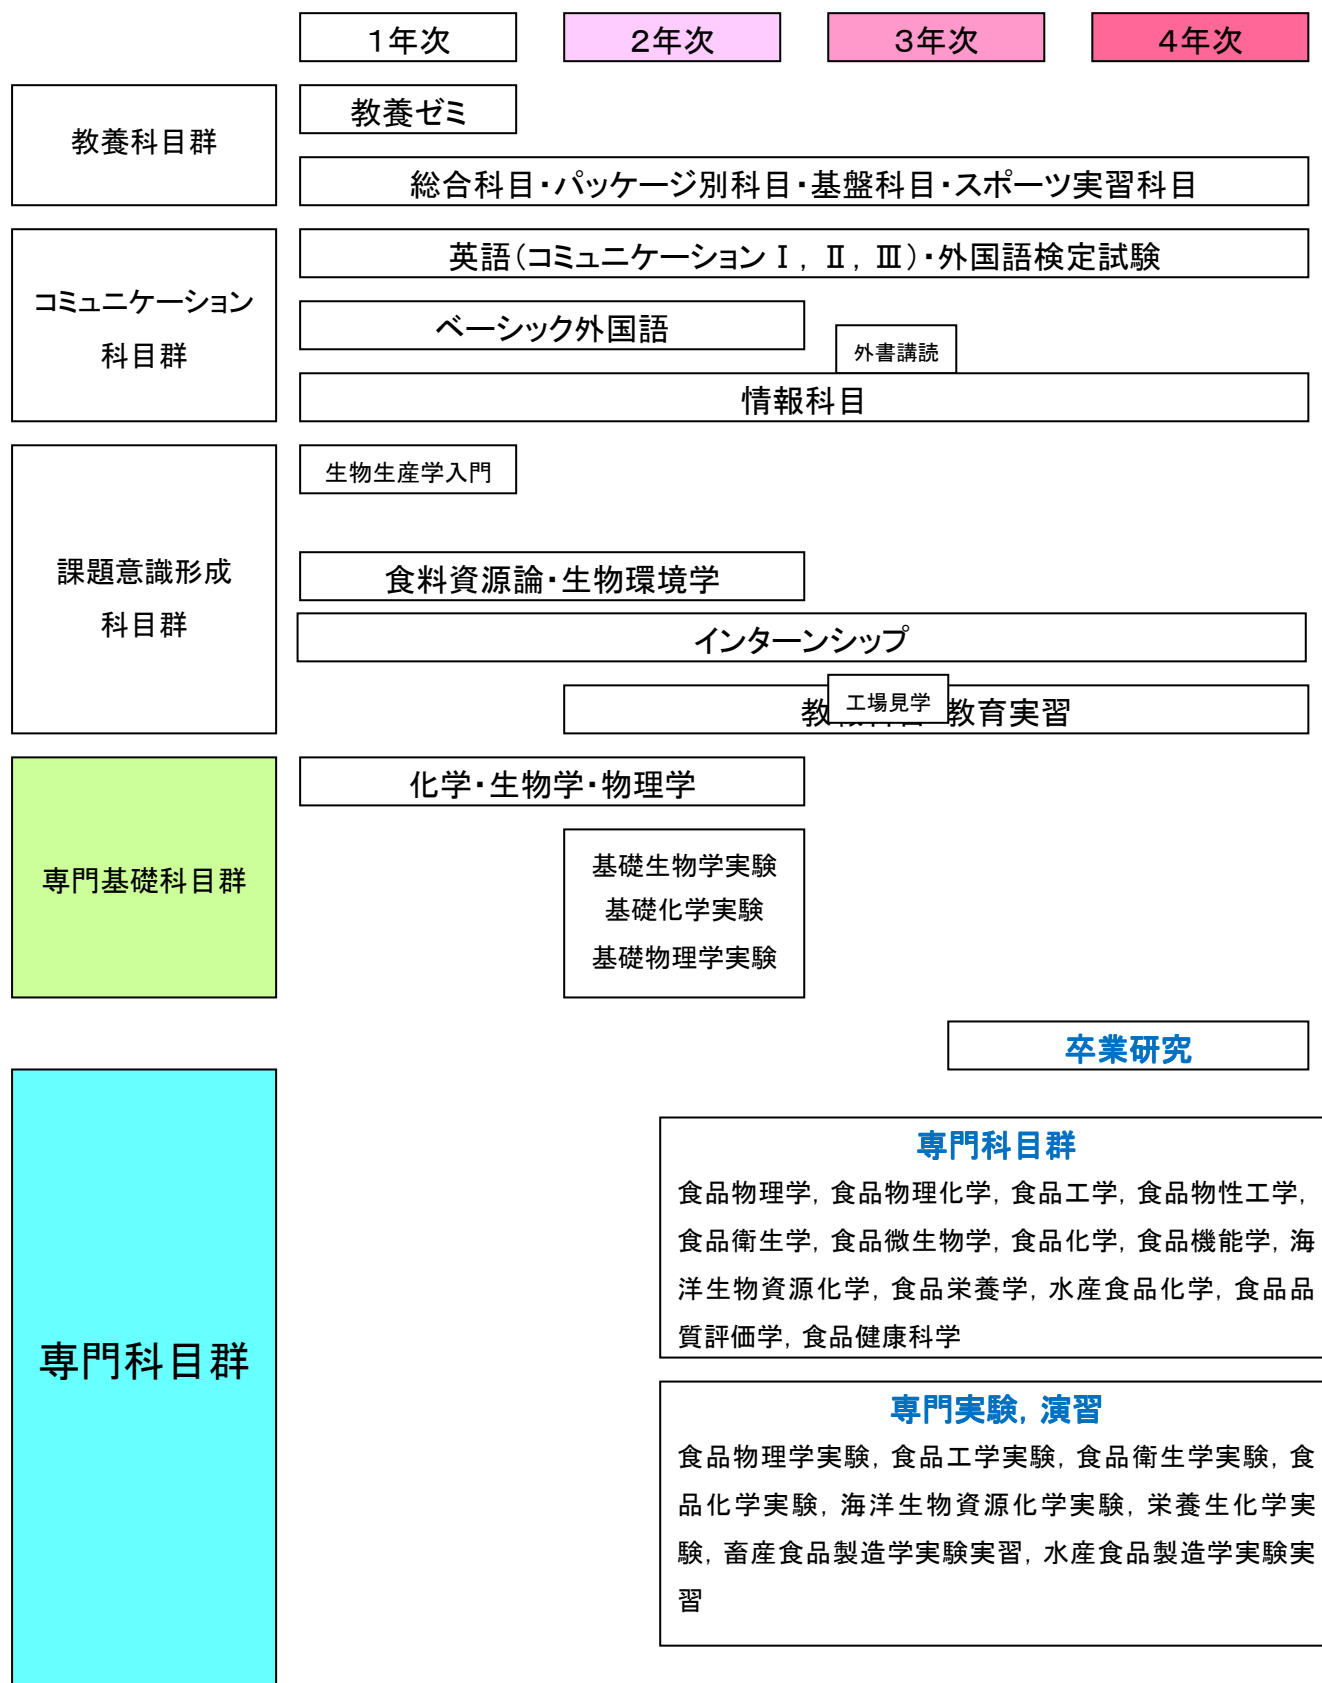 1年次
2年次
3年次
4年次
教養科目群
教養ゼミ
総合科目・パッケージ別科目・基盤科目・スポーツ実習科目
コミュニケーション
科目群
英語(コミュニケーション Ⅰ, Ⅱ, Ⅲ)・外国語検定試験
ベーシック外国語
外書講読
情報科目
課題意識形成
科目群
生物生産学入門
食料資源論・生物環境学
インターンシップ
工場見学
教 教育実習
専門基礎科目群
化学・生物学・物理学
基礎生物学実験
基礎化学実験
基礎物理学実験
卒業研究
専門科目群
専門科目群
食品物理学, 食品物理化学, 食品工学, 食品物性工学,
食品衛生学, 食品微生物学, 食品化学, 食品機能学, 海
洋生物資源化学, 食品栄養学, 水産食品化学, 食品品
質評価学, 食品健康科学
専門実験, 演習
食品物理学実験, 食品工学実験, 食品衛生学実験, 食
品化学実験, 海洋生物資源化学実験, 栄養生化学実
験, 畜産食品製造学実験実習, 水産食品製造学実験実
習